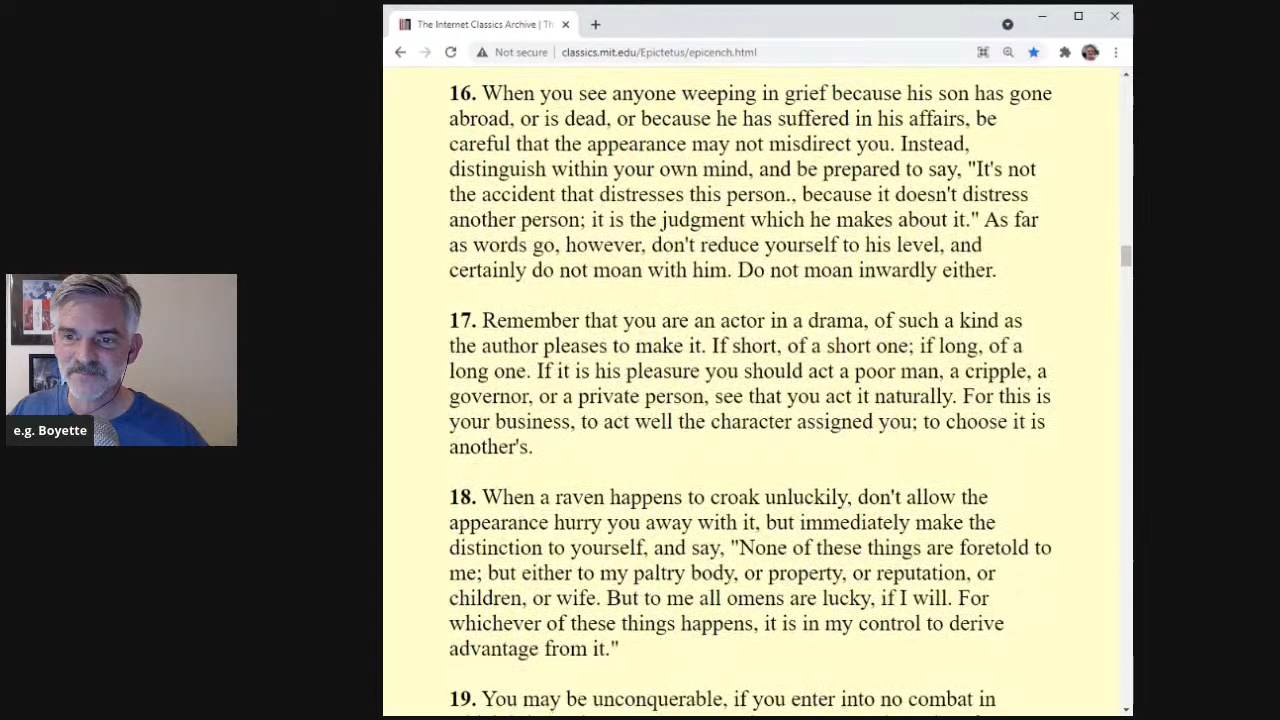 The Internet Classics Archive | Th
Not secure
classics.mit.edu/Epictetus/epicench.html
16. When you see anyone weeping in grief because his son has gone
abroad, or is dead, or because he has suffered in his affairs, be
careful that the appearance may not misdirect you. Instead,
distinguish within your own mind, and be prepared to say, "It's not
the accident that distresses this person., because it doesn't distress
another person; it is the judgment which he makes about it." As far
as words go, however, don't reduce yourself to his level, and
certainly do not moan with him. Do not moan inwardly either.
17. Remember that you are an actor in a drama, of such a kind as
the author pleases to make it. If short, of a short one; if long, of a
long one. If it is his pleasure you should act a poor man, a cripple, a
governor, or a private person, see that you act it naturally. For this is
your business, to act well the character assigned you; to choose it is
another's.
18. When a raven happens to croak unluckily, don't allow the
appearance hurry you away with it, but immediately make the
distinction to yourself, and say, "None of these things are foretold to
me; but either to my paltry body, or property, or reputation, or
children, or wife. But to me all omens are lucky, if I will. For
whichever of these things happens, it is in my control to derive
advantage from it."
19. You may be unconquerable, if you enter into no combat in
e.g. Boyette